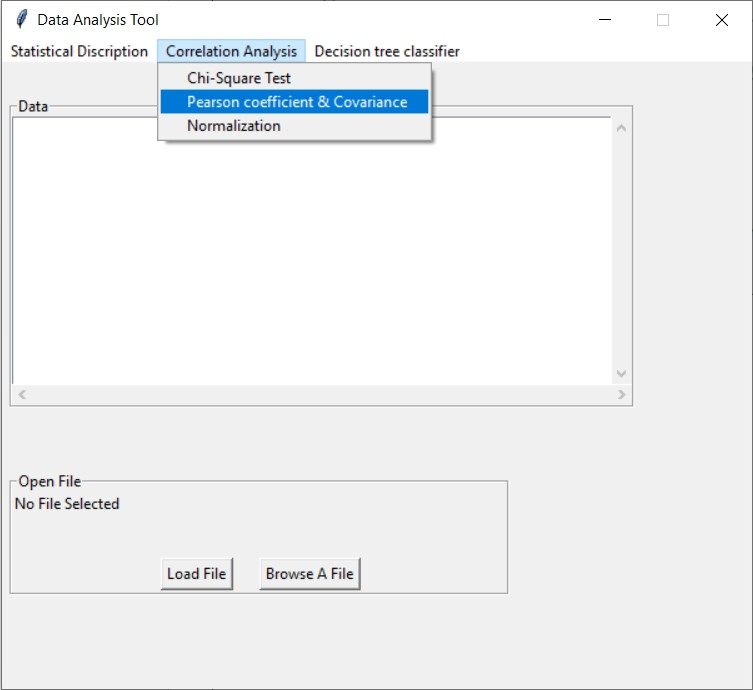 Data Analysis Tool
Statistical Discription Correlation Analysis Decision tree classifier
Chi-Square Test
Pearson coefficient & Covariance
Normalization
Data
Open File
No File Selected
Load File Browse A File